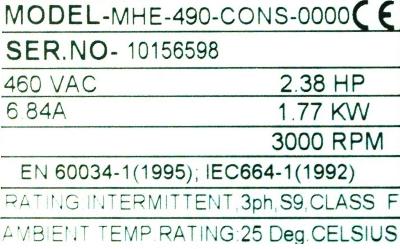 MODEL-MHE-490-CONS-0000 CE
SER.NO- 10156598
460 VAC 2.38 HP
6.84A 1.77 KW
3000 RPM
EN 60034-1(1995); IEC664-1(1992)
RATING INTERMITTENT,3ph,S9,CLASS F
AMBIENT TEMP.RATING:25 Deg.CELSIUS